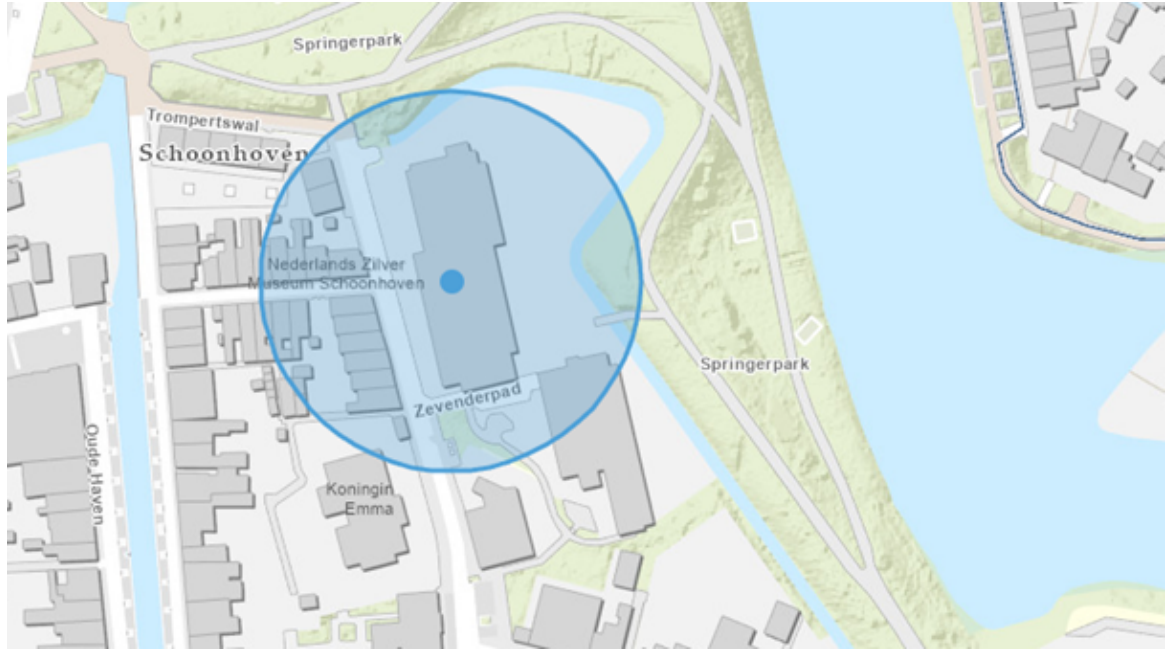 Springerpark
Trompertswal
Schoonhoven
Nederlands Zilver
Museum Schoonhoven
Springerpark
Zevenderpad
Oude Haven
Koningin
Emma